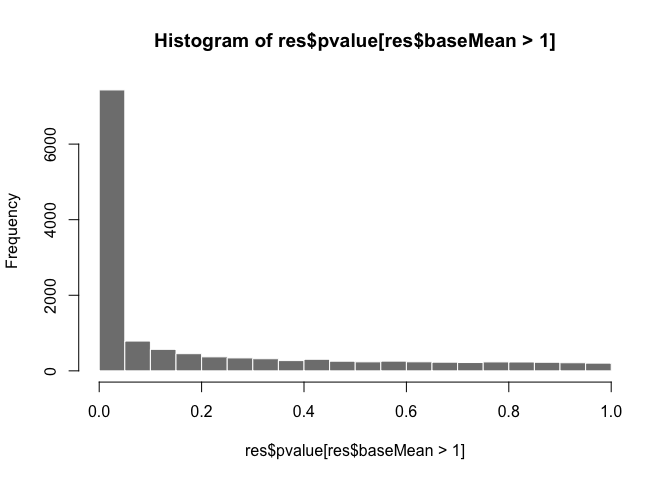 Histogram of res$pvalue[res$baseMean > 1]
Frequency
6000
4000
2000
0
0.0 0.2 0.4 0.6 0.8 1.0
res$pvalue[res$baseMean > 1]